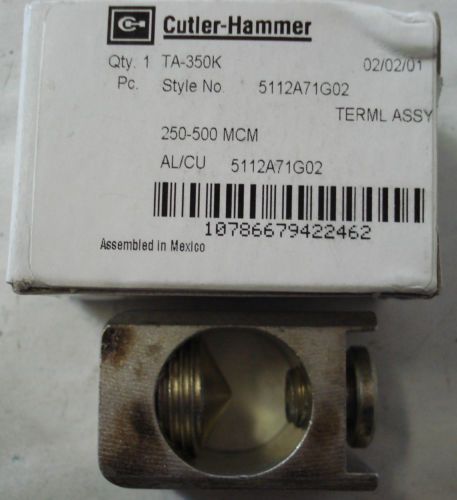 Cutler-Hammer
Qty. 1 TA-350K 02/02/01
Pc. Style No. 5112A71G02
TERML ASSY
250-500 MCM
AL/CU 5112A71G02
10786679422462
Assembled in Mexico